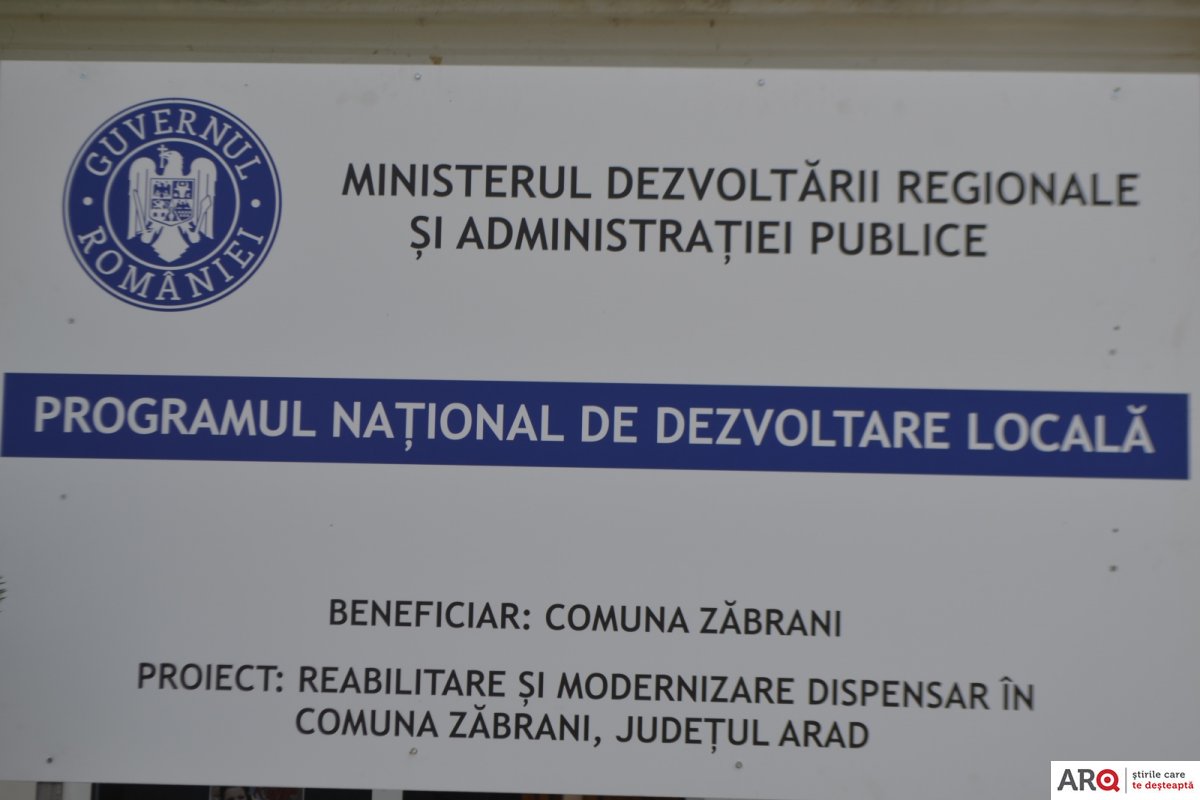 GUVERNUL
ROMÂNIEI
MINISTERUL DEZVOLTĂRII REGIONALE
ȘI ADMINISTRAȚIEI PUBLICE
PROGRAMUL NAȚIONAL DE DEZVOLTARE LOCALĂ
BENEFICIAR: COMUNA ZĂBRANI
PROIECT: REABILITARE ȘI MODERNIZARE DISPENSAR ÎN
COMUNA ZĂBRANI, JUDEȚUL ARAD
ARQ
știrile care
te deșteaptă